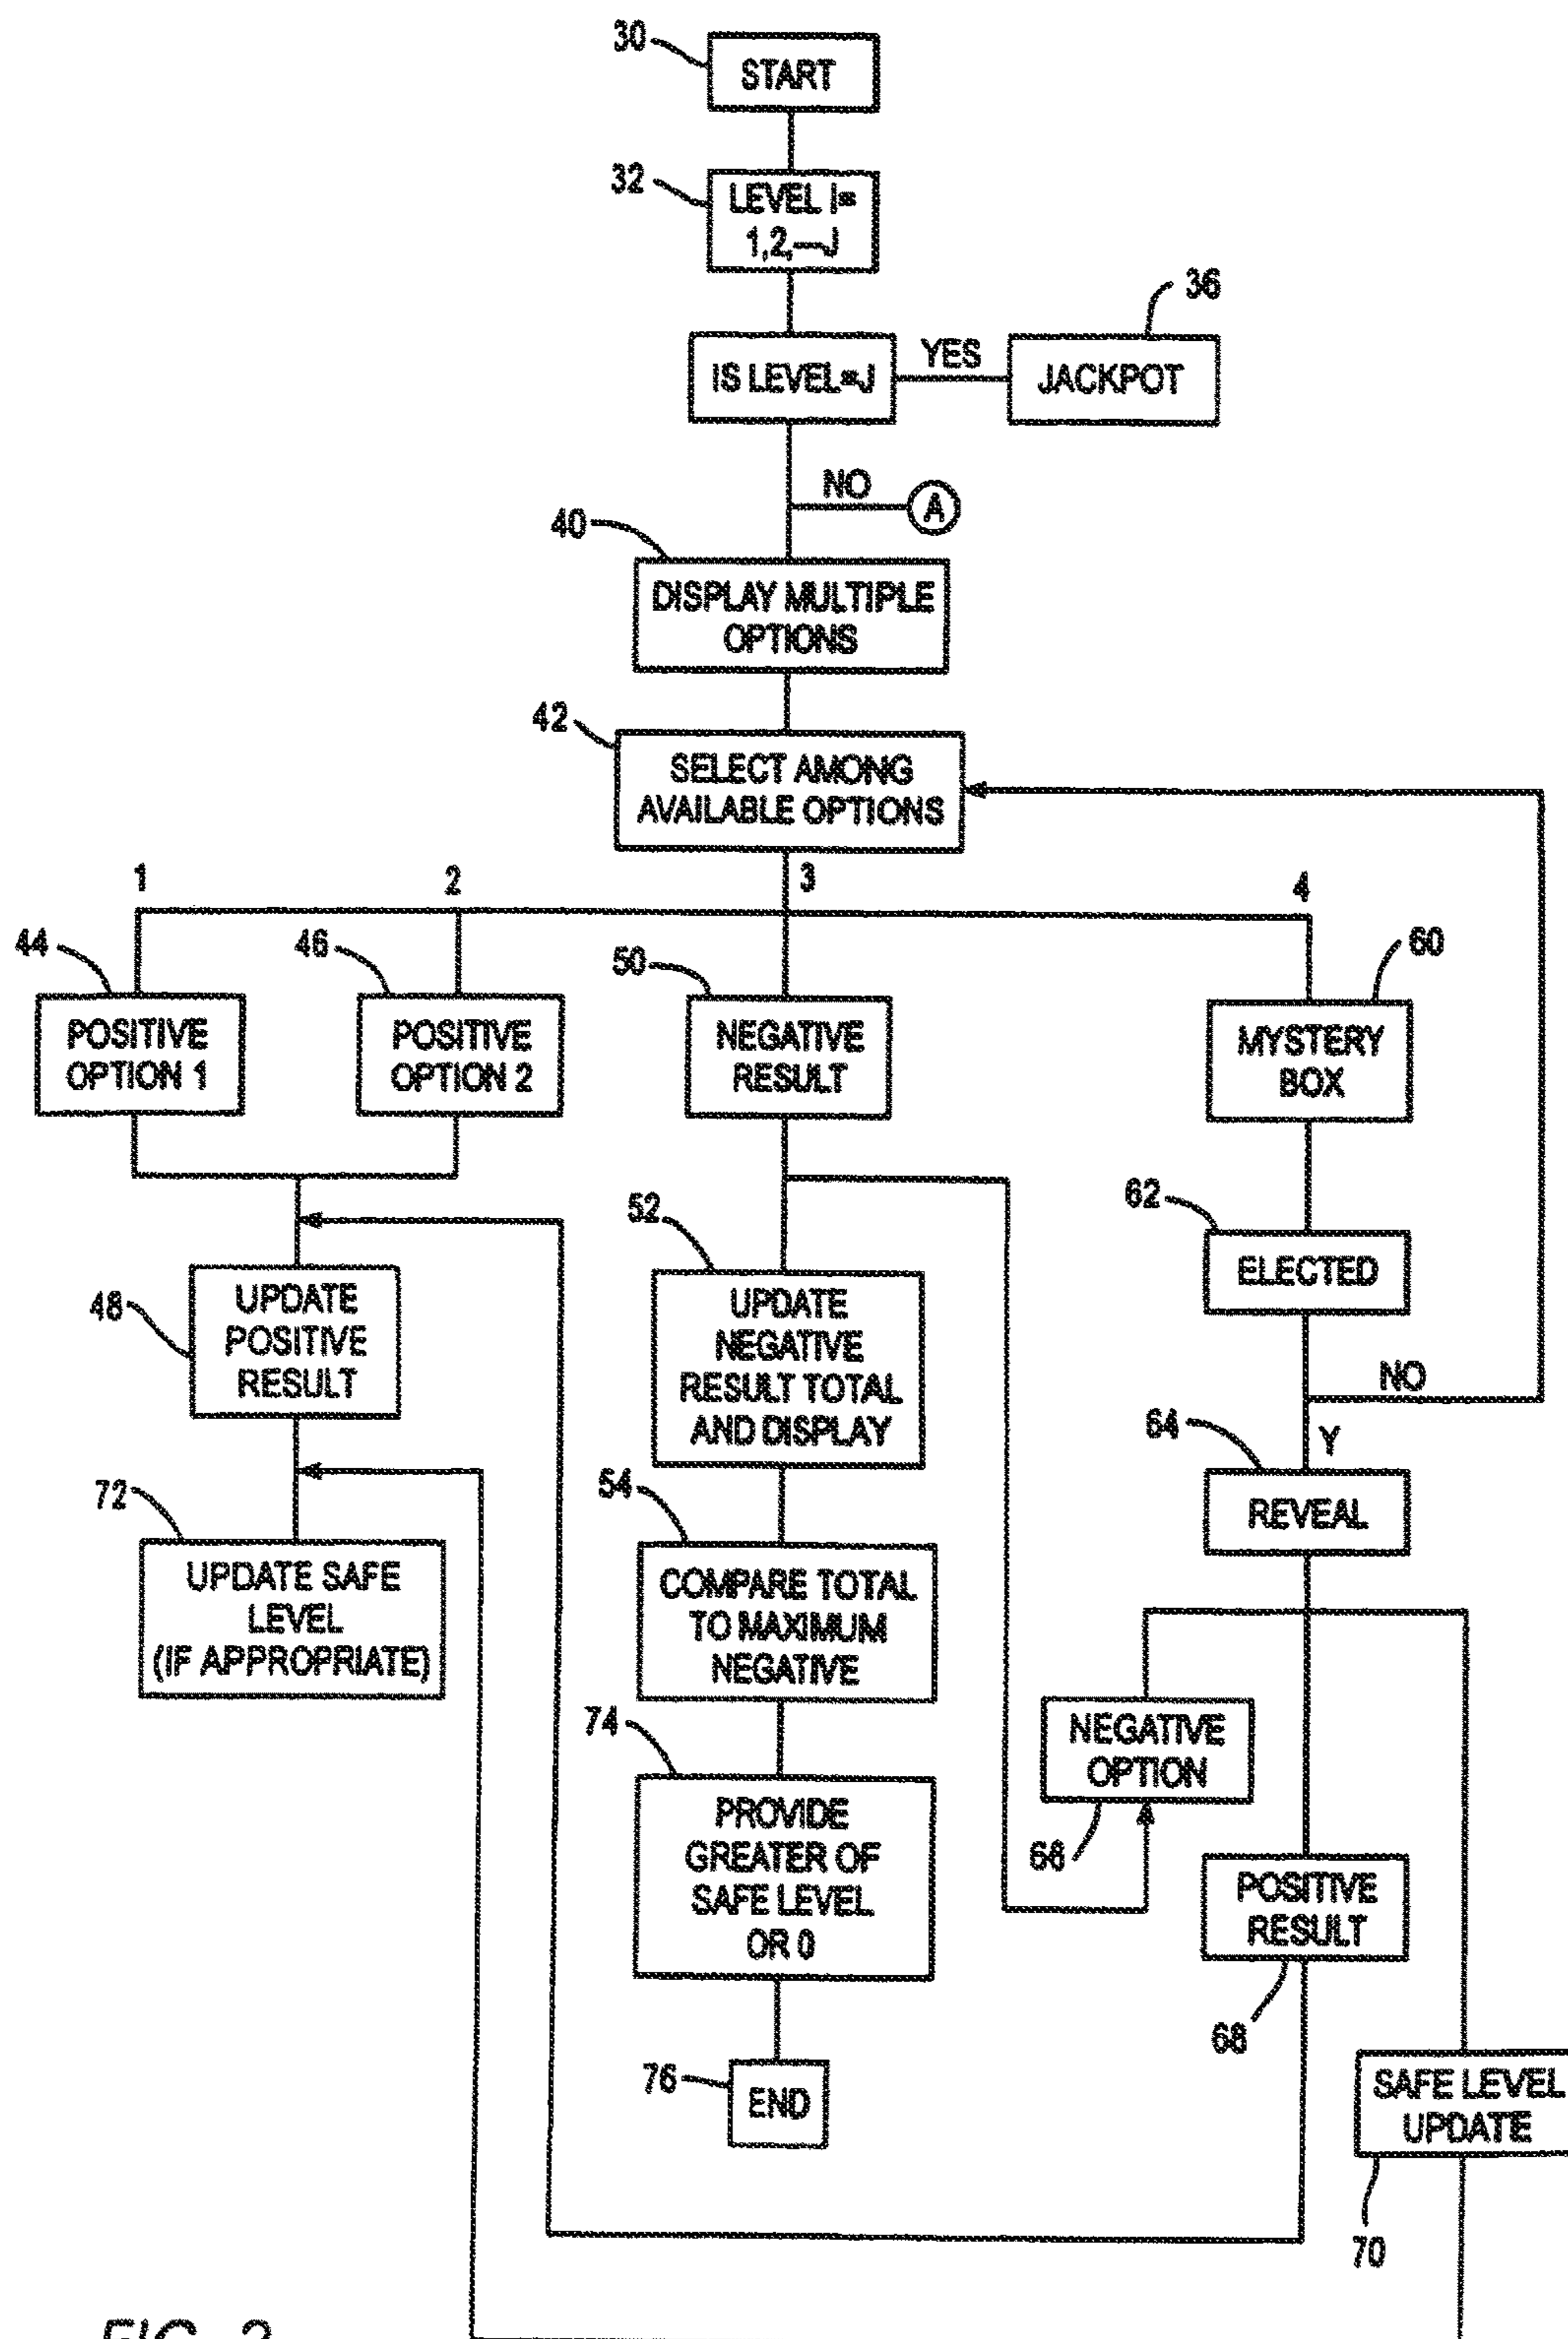 30
START
32
LEVEL I=
1,2,—J
36
IS LEVEL=J
YES
JACKPOT
NO
A
40
DISPLAY MULTIPLE
OPTIONS
42
SELECT AMONG
AVAILABLE OPTIONS
1
2
3
4
44
POSITIVE
OPTION 1
46
POSITIVE
OPTION 2
50
NEGATIVE
RESULT
60
MYSTERY
BOX
62
ELECTED
NO
Y
48
UPDATE
POSITIVE
RESULT
52
UPDATE
NEGATIVE
RESULT TOTAL
AND DISPLAY
64
REVEAL
72
UPDATE SAFE
LEVEL
(IF APPROPRIATE)
54
COMPARE TOTAL
TO MAXIMUM
NEGATIVE
NEGATIVE
OPTION
68
74
PROVIDE
GREATER OF
SAFE LEVEL
OR 0
POSITIVE
RESULT
68
76
END
SAFE LEVEL
UPDATE
70